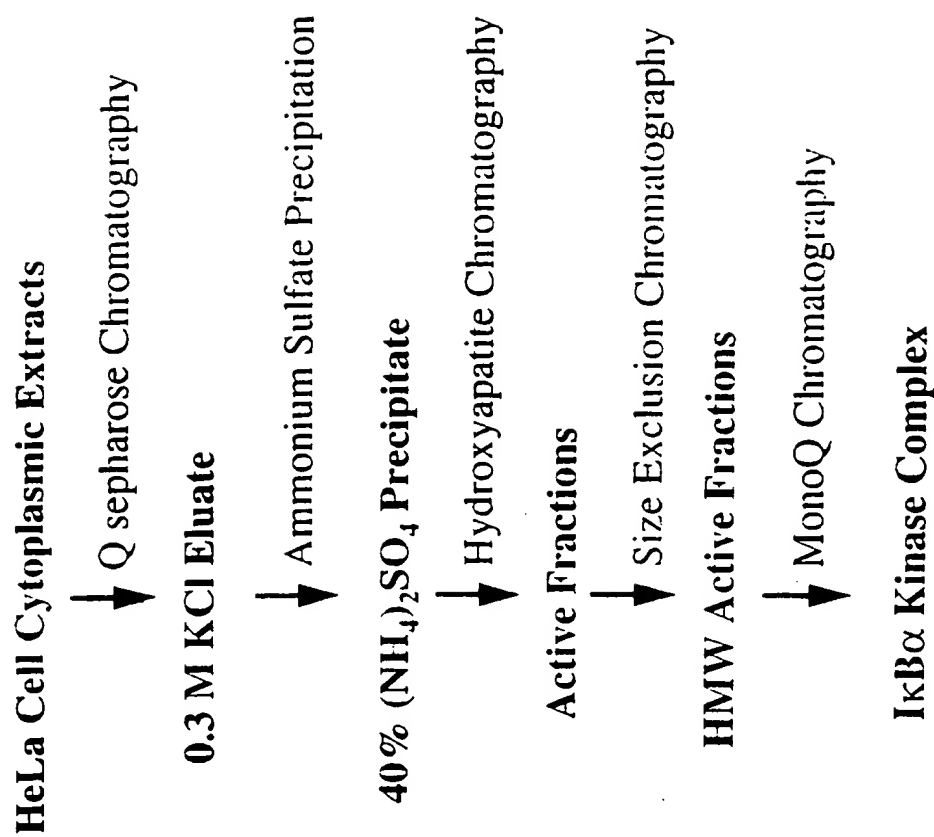 HeLa Cell Cytoplasmic Extracts
Q sepharose Chromatography
0.3 M KCl Eluate
Ammonium Sulfate Precipitation
40% (NH₄)₂SO₄ Precipitate
Hydroxyapatite Chromatography
Active Fractions
Size Exclusion Chromatography
HMW Active Fractions
MonoQ Chromatography
IκBα Kinase Complex